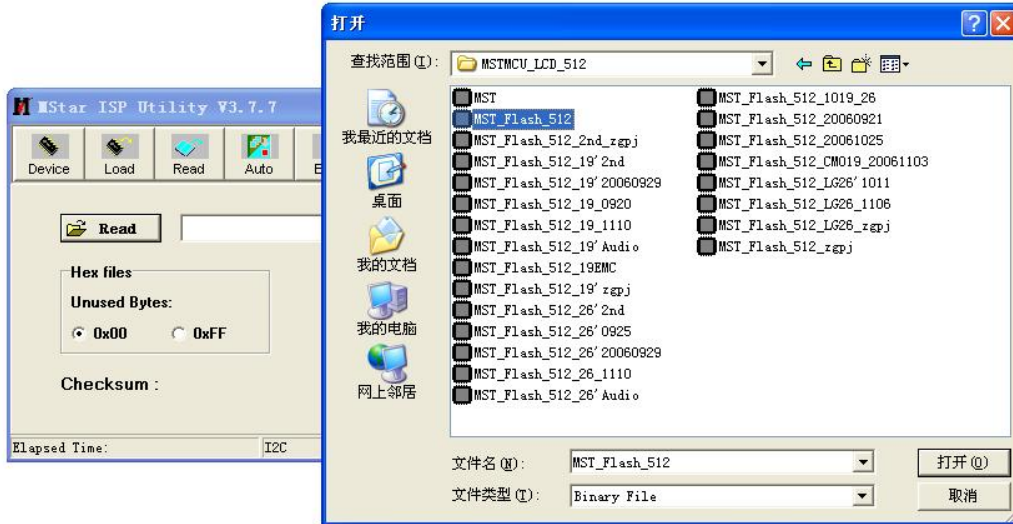 MStar ISP Utility V3.7.7
Device
Load
Read
Auto
Read
Hex files
Unused Bytes:
0x00
0xFF
Checksum :
Elapsed Time:
I2C
打开
查找范围(I):
MSTMCU_LCD_512
我最近的文档
桌面
我的文档
我的电脑
网上邻居
MST
MST_Flash_512
MST_Flash_512_2nd_zgpj
MST_Flash_512_19'2nd
MST_Flash_512_19'20060929
MST_Flash_512_19_0920
MST_Flash_512_19_1110
MST_Flash_512_19'Audio
MST_Flash_512_19EMC
MST_Flash_512_19'zgpj
MST_Flash_512_26'2nd
MST_Flash_512_26'0925
MST_Flash_512_26'20060929
MST_Flash_512_26_1110
MST_Flash_512_26'Audio
MST_Flash_512_1019_26
MST_Flash_512_20060921
MST_Flash_512_20061025
MST_Flash_512_CMO19_20061103
MST_Flash_512_LG26'1011
MST_Flash_512_LG26_1106
MST_Flash_512_LG26_zgpj
MST_Flash_512_zgpj
文件名(N):
MST_Flash_512
打开(O)
文件类型(T):
Binary File
取消